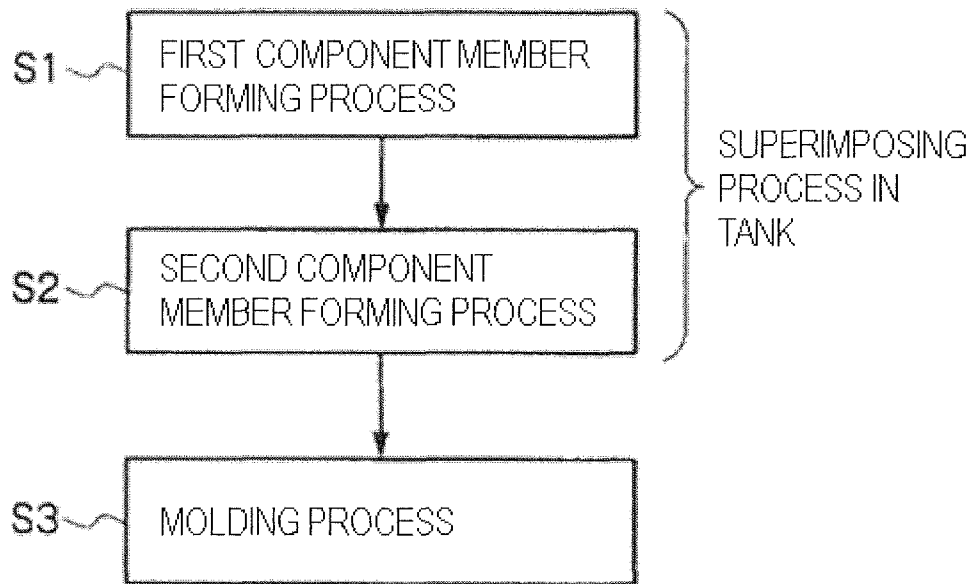 S1
FIRST COMPONENT MEMBER
FORMING PROCESS
SUPERIMPOSING
PROCESS IN
TANK
S2
SECOND COMPONENT
MEMBER FORMING PROCESS
S3
MOLDING PROCESS